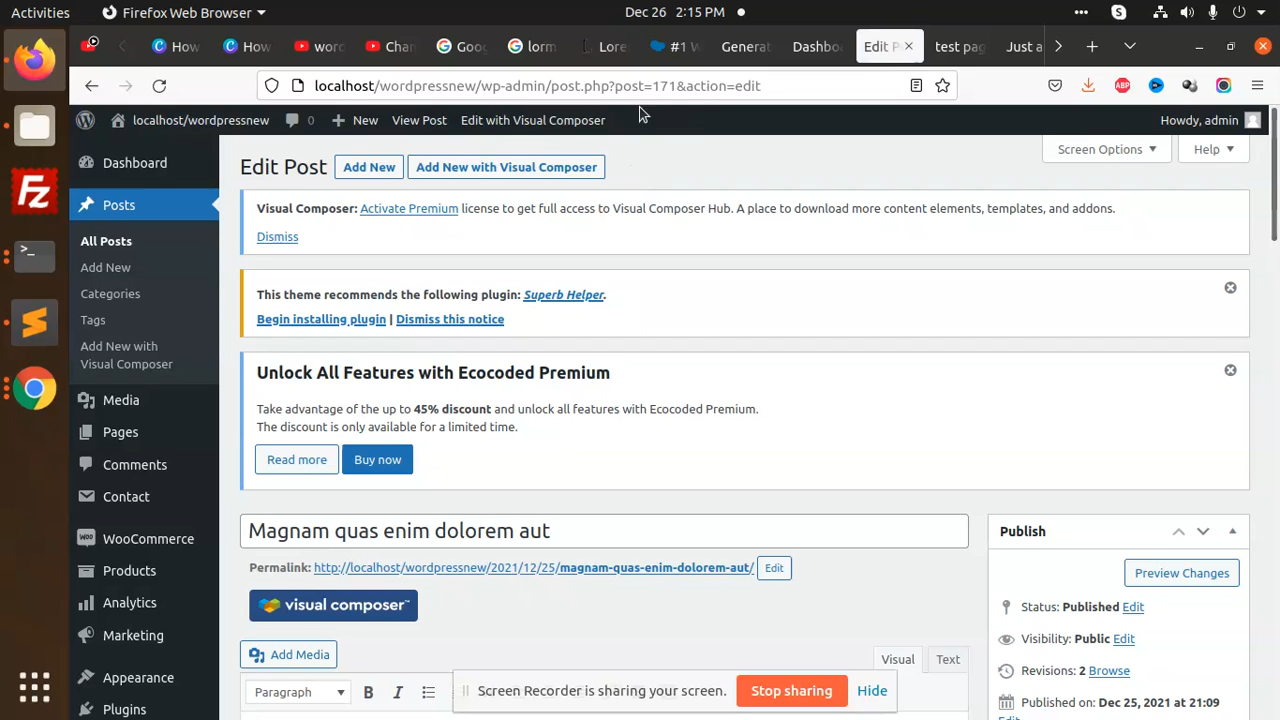 Activities
Firefox Web Browser
Dec 26 2:15 PM
How
How
wor
Chan
Goo
lorm
Lore
#1 W
Generat
Dashbo
Edit P
test pag
Just a
localhost/wordpressnew/wp-admin/post.php?post=171&action=edit
ABP
localhost/wordpressnew
0
New
View Post
Edit with Visual Composer
Howdy, admin
Dashboard
Posts
All Posts
Add New
Categories
Tags
Add New with
Visual Composer
Media
Pages
Comments
Contact
WooCommerce
Products
Analytics
Marketing
Appearance
Plugins
Edit Post
Add New
Add New with Visual Composer
Screen Options
Help
Visual Composer: Activate Premium license to get full access to Visual Composer Hub. A place to download more content elements, templates, and addons.
Dismiss
This theme recommends the following plugin: Superb Helper.
Begin installing plugin | Dismiss this notice
Unlock All Features with Ecocoded Premium
Take advantage of the up to 45% discount and unlock all features with Ecocoded Premium.
The discount is only available for a limited time.
Read more
Buy now
Magnam quas enim dolorem aut
Permalink: http://localhost/wordpressnew/2021/12/25/magnam-quas-enim-dolorem-aut/
Edit
visual composer™
Add Media
Visual
Text
Paragraph
B
I
Publish
Preview Changes
Status: Published Edit
Visibility: Public Edit
Revisions: 2 Browse
Published on: Dec 25, 2021 at 21:09
Edit
Screen Recorder is sharing your screen.
Stop sharing
Hide